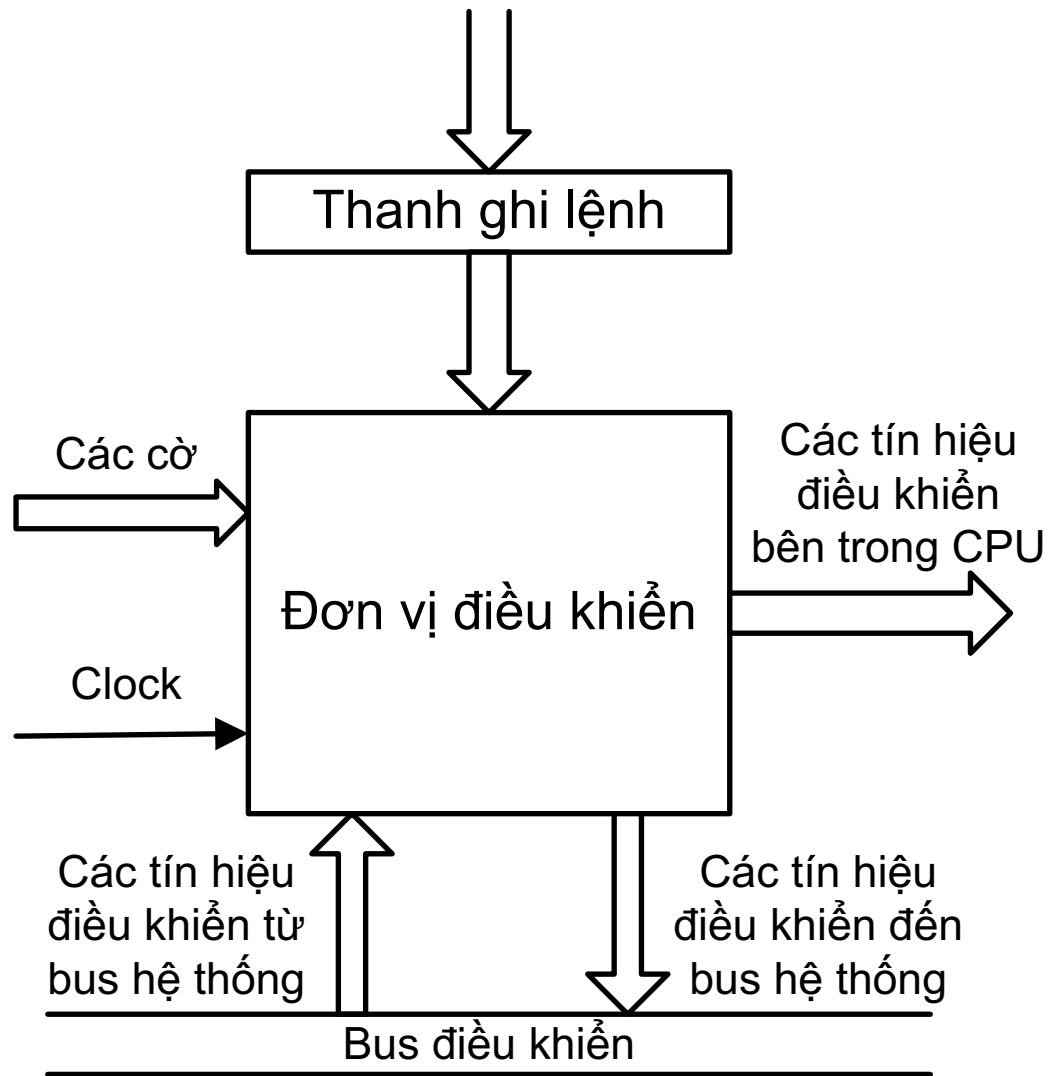 Thanh ghi lệnh
Các cờ
Các tín hiệu
điều khiển
bên trong CPU
Đơn vị điều khiển
Clock
Các tín hiệu
điều khiển từ
bus hệ thống
Các tín hiệu
điều khiển đến
bus hệ thống
Bus điều khiển